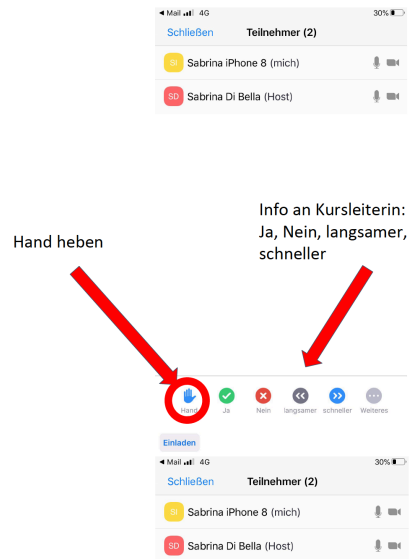 Mail 4G 30%
Schließen Teilnehmer (2)
SI Sabrina iPhone 8 (mich)
SD Sabrina Di Bella (Host)
Info an Kursleiterin:
Ja, Nein, langsamer,
schneller
Hand heben
Hand Ja Nein langsamer schneller Weiteres
Einladen
Mail 4G 30%
Schließen Teilnehmer (2)
SI Sabrina iPhone 8 (mich)
SD Sabrina Di Bella (Host)